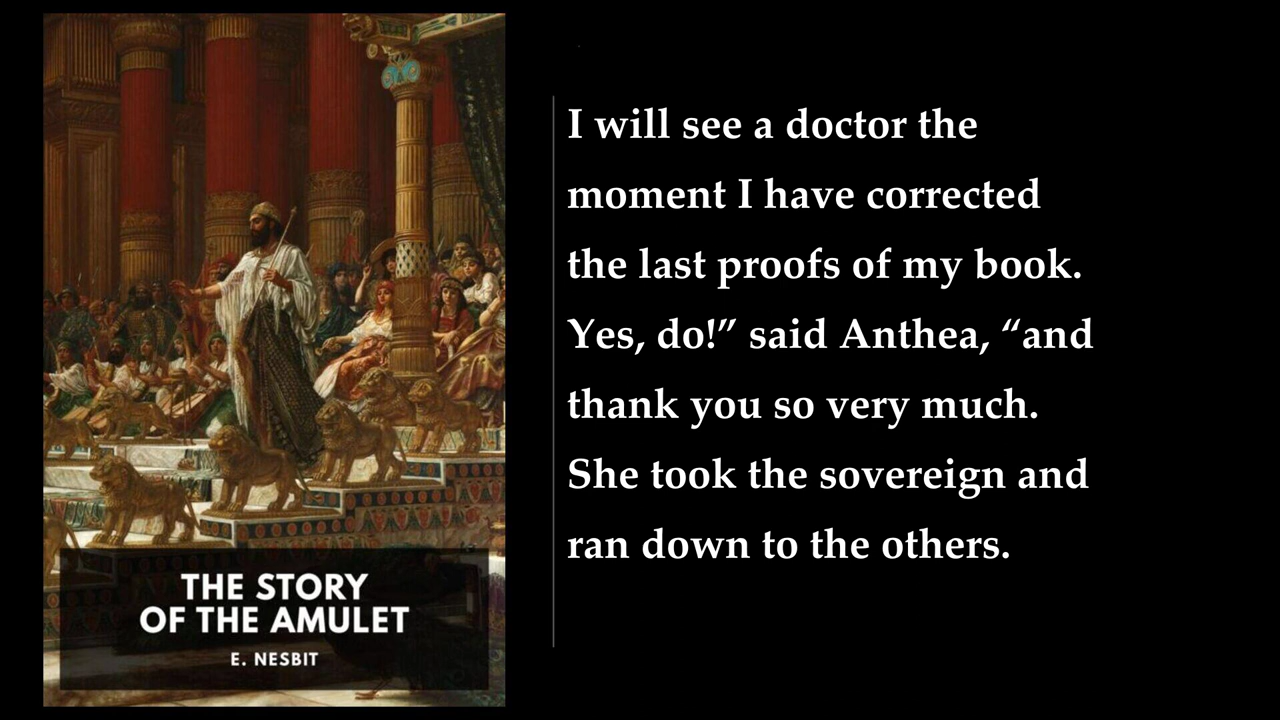 THE STORY
OF THE AMULET
E. NESBIT
I will see a doctor the
moment I have corrected
the last proofs of my book.
Yes, do!” said Anthea, “and
thank you so very much.
She took the sovereign and
ran down to the others.